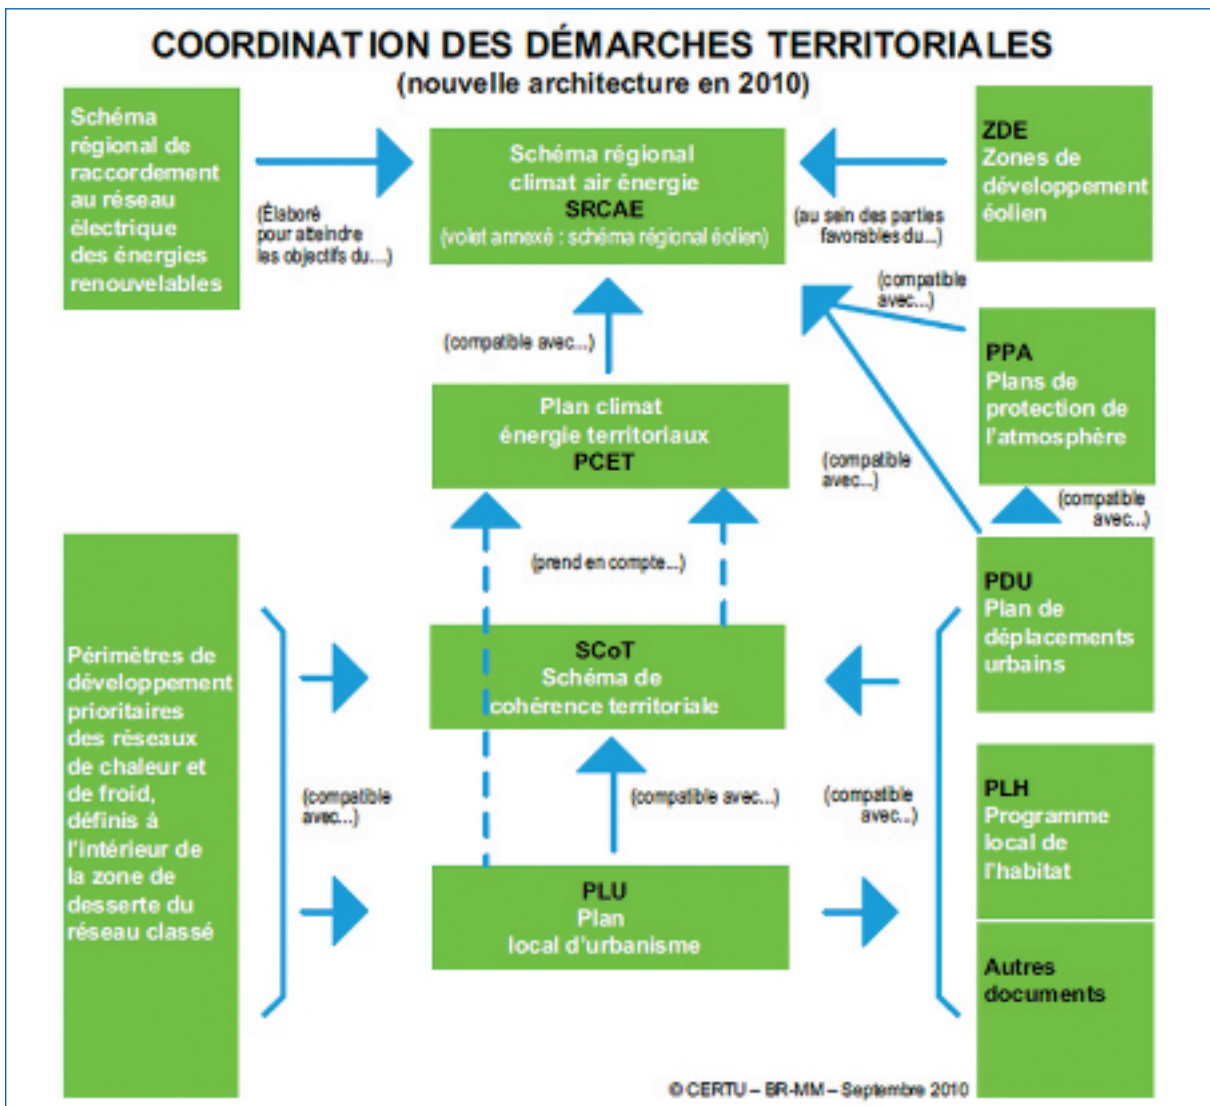 COORDINATION DES DÉMARCHES TERRITORIALES
(nouvelle architecture en 2010)
Schéma
régional de
raccordement
au réseau
électrique
des énergies
renouvelables
(Élaboré
pour atteindre
les objectifs du...)
Schéma régional
climat air énergie
SRCAE
(volet annexé : schéma régional éolien)
(au sein des parties
favorables du...)
ZDE
Zones de
développement
éolien
(compatible
avec...)
(compatible avec...)
PPA
Plans de
protection de
l'atmosphère
Plan climat
énergie territoriaux
PCET
(compatible
avec...)
(compatible
avec...)
(prend en compte...)
PDU
Plan de
déplacements
urbains
Périmètres de
développement
prioritaires
des réseaux
de chaleur et
de froid,
définis à
l'intérieur de
la zone de
desserte du
réseau classé
SCoT
Schéma de
cohérence territoriale
(compatible
avec...)
(compatible avec...)
(compatible
avec...)
PLH
Programme
local de
l'habitat
PLU
Plan
local d'urbanisme
Autres
documents
© CERTU – BR-MM – Septembre 2010